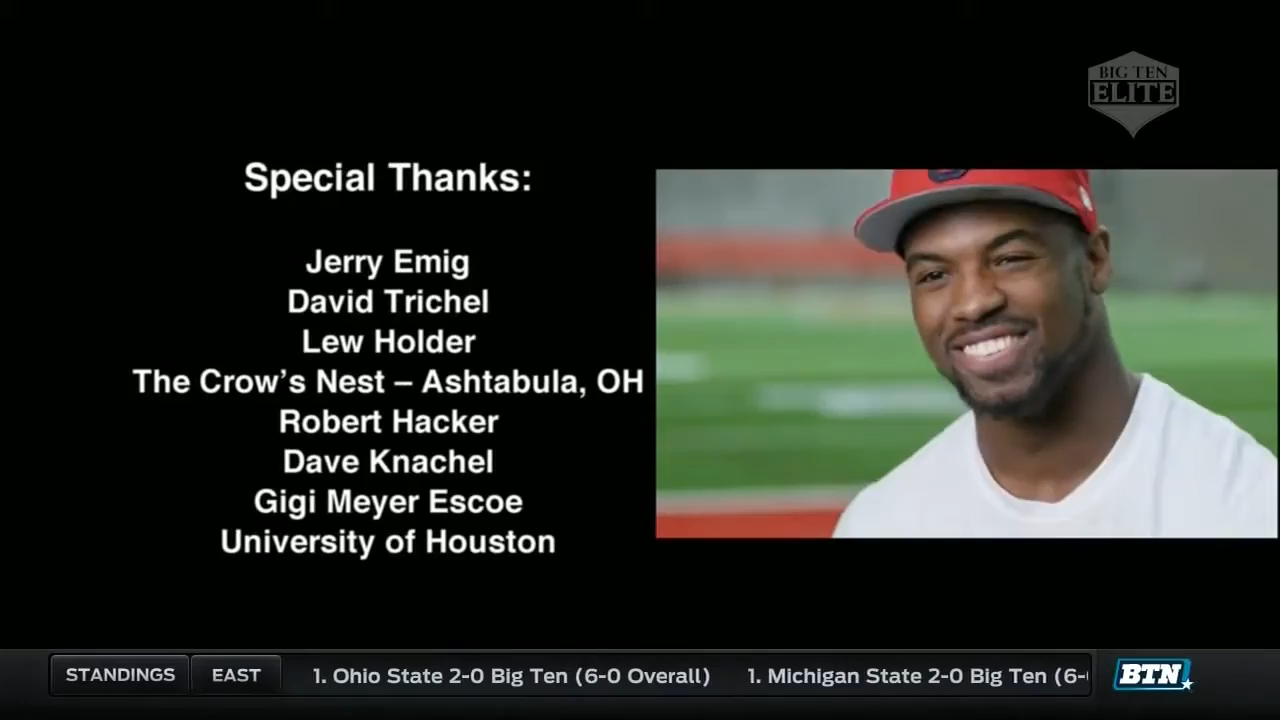 BIG TEN
ELITE
Special Thanks:
Jerry Emig
David Trichel
Lew Holder
The Crow's Nest – Ashtabula, OH
Robert Hacker
Dave Knachel
Gigi Meyer Escoe
University of Houston
STANDINGS EAST 1. Ohio State 2-0 Big Ten (6-0 Overall) 1. Michigan State 2-0 Big Ten (6- BTN